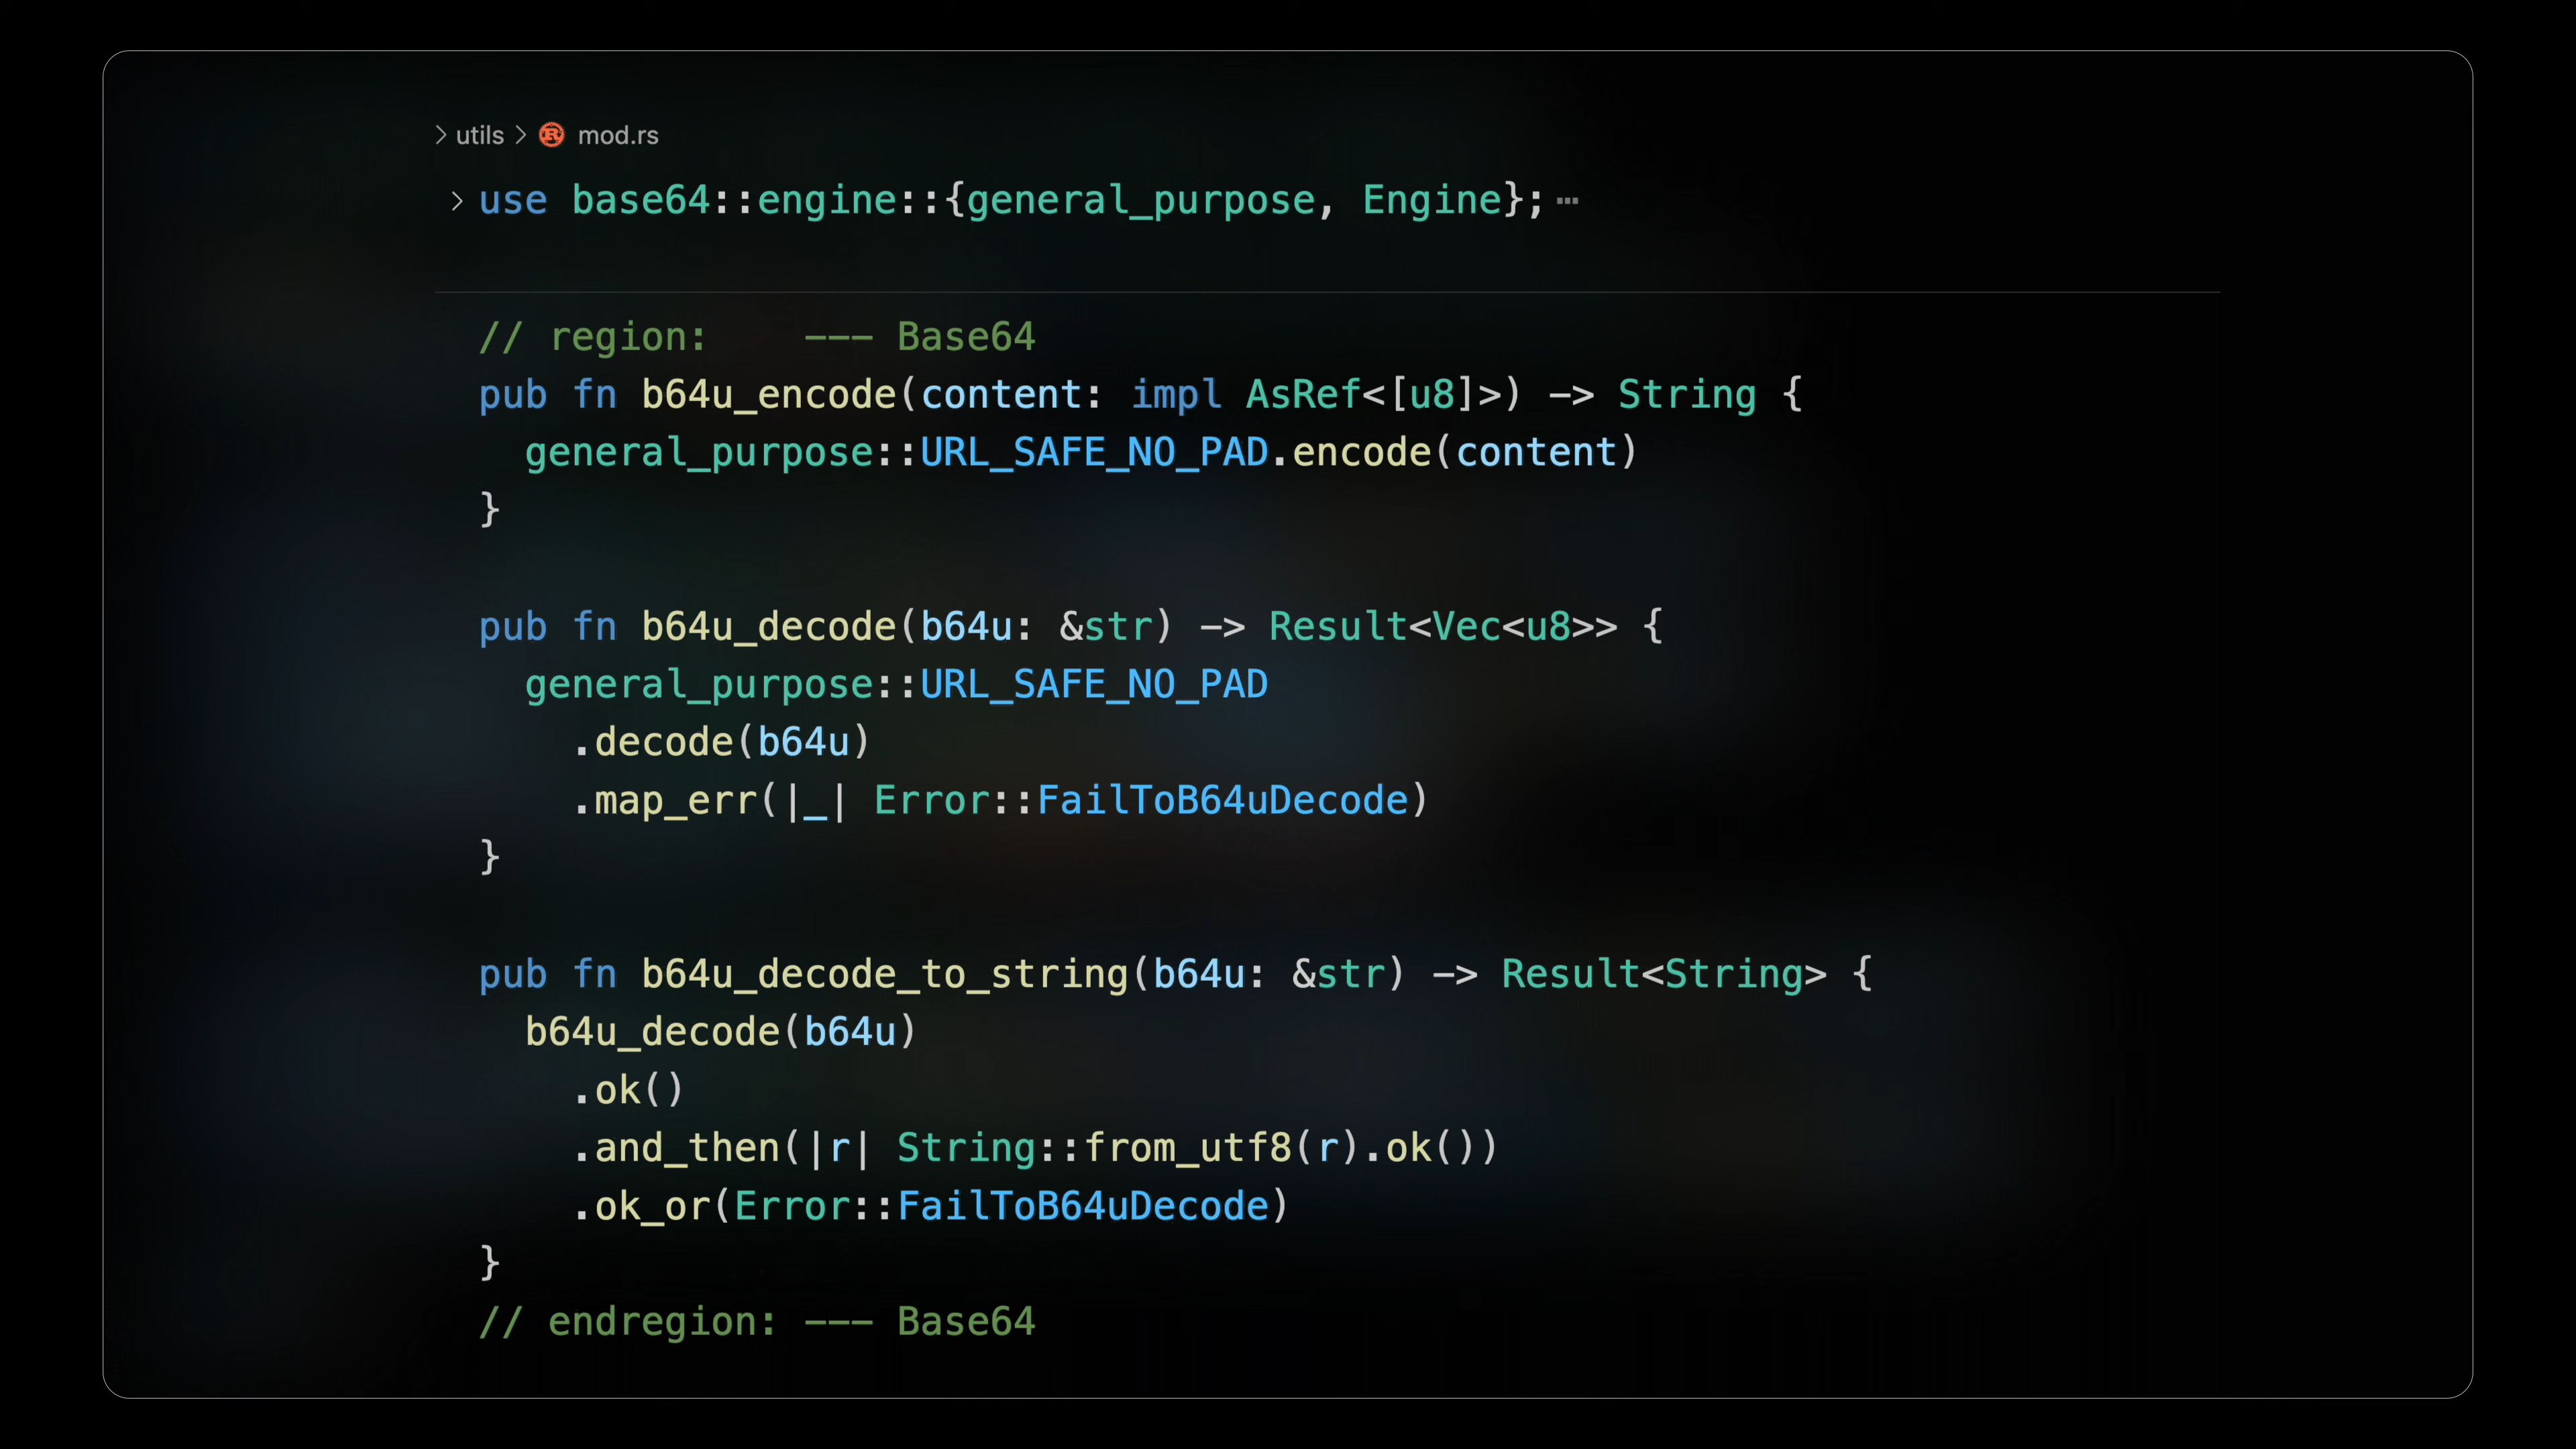 > utils > mod.rs
> use base64::engine::{general_purpose, Engine};⋯
// region:    --- Base64
pub fn b64u_encode(content: impl AsRef<[u8]>) -> String {
  general_purpose::URL_SAFE_NO_PAD.encode(content)
}
pub fn b64u_decode(b64u: &str) -> Result<Vec<u8>> {
  general_purpose::URL_SAFE_NO_PAD
    .decode(b64u)
    .map_err(|_| Error::FailToB64uDecode)
}
pub fn b64u_decode_to_string(b64u: &str) -> Result<String> {
  b64u_decode(b64u)
    .ok()
    .and_then(|r| String::from_utf8(r).ok())
    .ok_or(Error::FailToB64uDecode)
}
// endregion: --- Base64